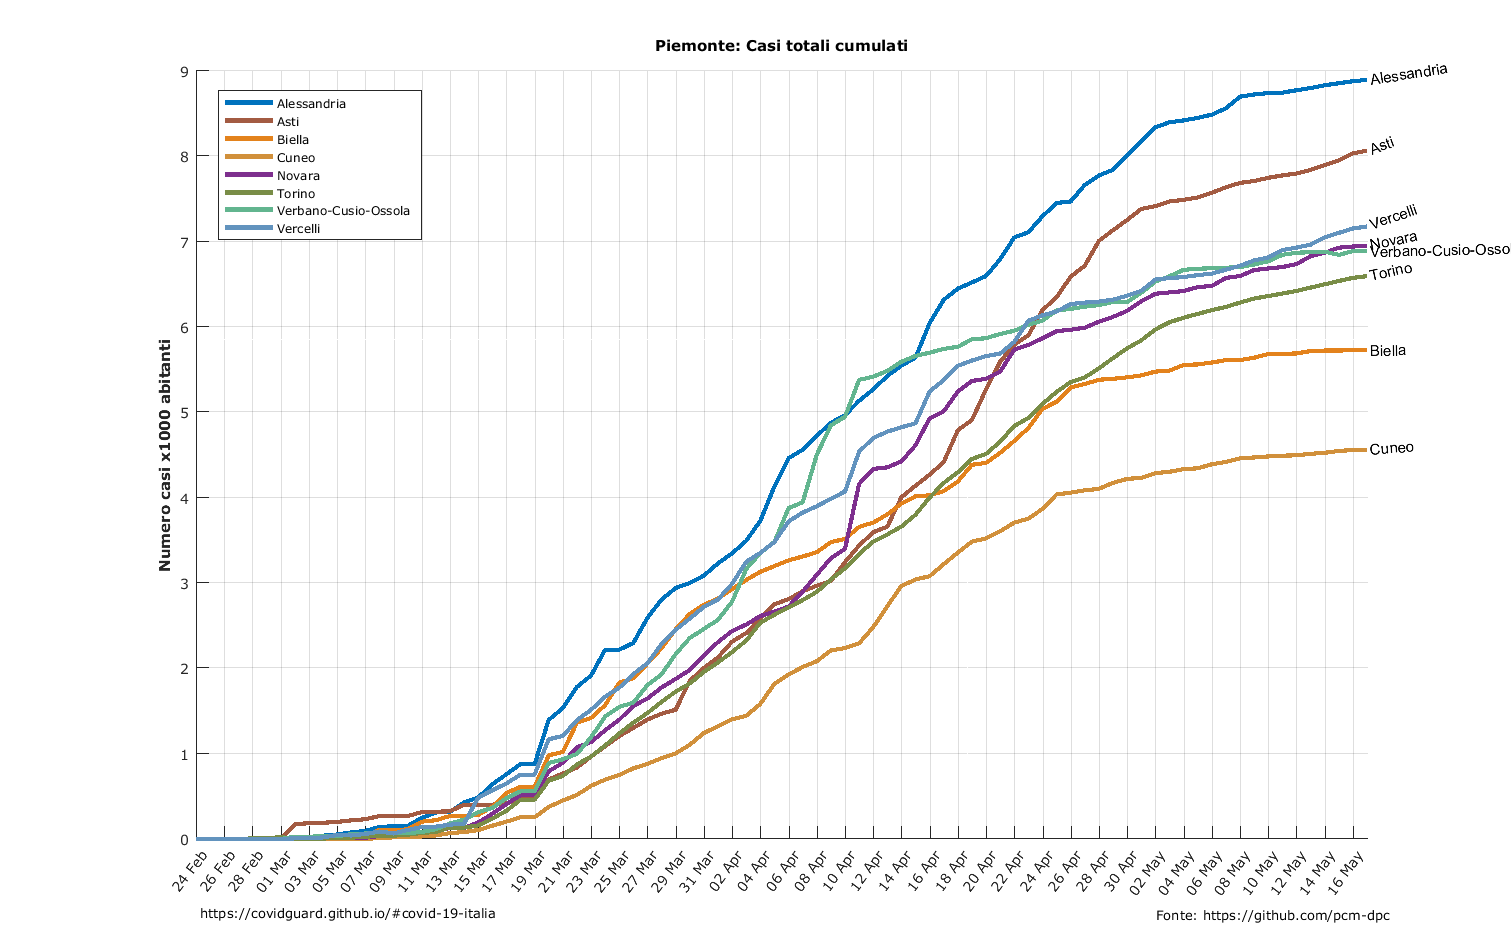 Piemonte: Casi totali cumulati
Numero casi x1000 abitanti
9
8
7
6
5
4
3
2
1
0
Alessandria
Asti
Biella
Cuneo
Novara
Torino
Verbano-Cusio-Ossola
Vercelli
Alessandria
Asti
Vercelli
Novara
Verbano-Cusio-Osso
Torino
Biella
Cuneo
24 Feb
26 Feb
28 Feb
01 Mar
03 Mar
05 Mar
07 Mar
09 Mar
11 Mar
13 Mar
15 Mar
17 Mar
19 Mar
21 Mar
23 Mar
25 Mar
27 Mar
29 Mar
31 Mar
02 Apr
04 Apr
06 Apr
08 Apr
10 Apr
12 Apr
14 Apr
16 Apr
18 Apr
20 Apr
22 Apr
24 Apr
26 Apr
28 Apr
30 Apr
02 May
04 May
06 May
08 May
10 May
12 May
14 May
16 May
https://covidguard.github.io/#covid-19-italia
Fonte: https://github.com/pcm-dpc